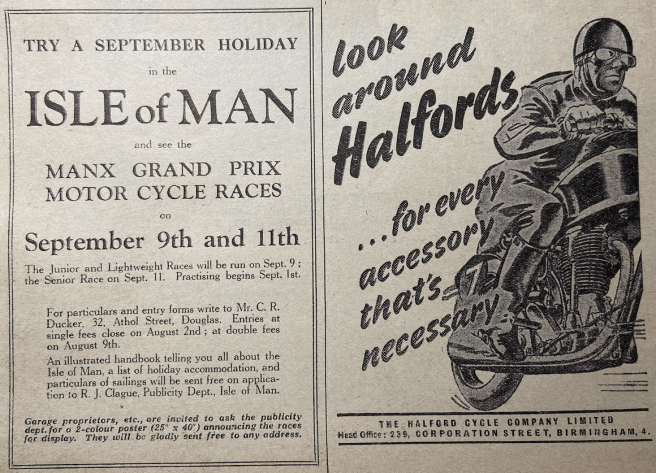 TRY A SEPTEMBER HOLIDAY
in the
ISLE of MAN
and see the
MANX GRAND PRIX
MOTOR CYCLE RACES
on
September 9th and 11th
The Junior and Lightweight Races will be run on Sept. 9 ;
the Senior Race on Sept. 11. Practising begins Sept. 1st.
For particulars and entry forms write to Mr. C. R.
Ducker, 32, Athol Street, Douglas. Entries at
single fees close on August 2nd ; at double fees
on August 9th.
An illustrated handbook telling you all about the
Isle of Man, a list of holiday accommodation, and
particulars of sailings will be sent free on applica-
tion to R. J. Clague, Publicity Dept., Isle of Man.
Garage proprietors, etc., are invited to ask the publicity
dept. for a 2-colour poster (25" x 40") announcing the races
for display. They will be gladly sent free to any address.
look
around
Halfords
...for every
accessory
that's
necessary
THE HALFORD CYCLE COMPANY LIMITED
Head Office : 239, CORPORATION STREET, BIRMINGHAM, 4.